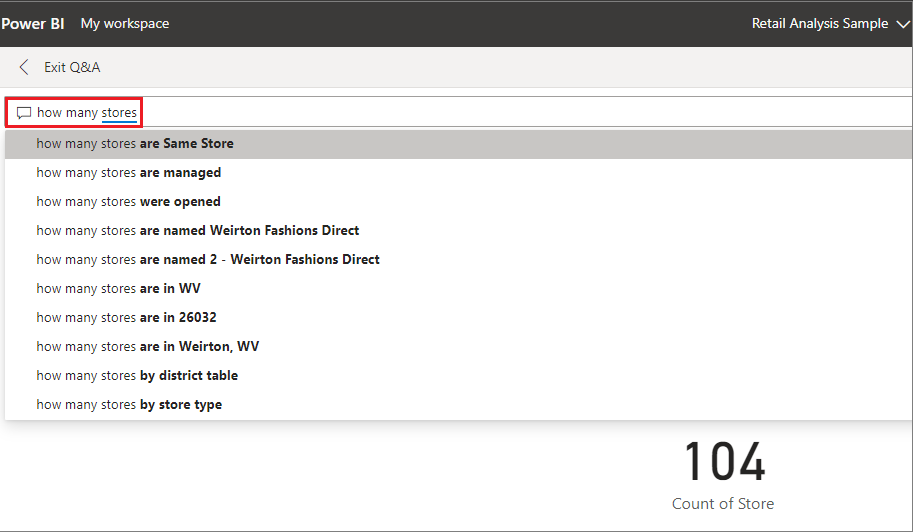 Power BI My workspace Retail Analysis Sample
Exit Q&A
how many stores
how many stores are Same Store
how many stores are managed
how many stores were opened
how many stores are named Weirton Fashions Direct
how many stores are named 2 - Weirton Fashions Direct
how many stores are in WV
how many stores are in 26032
how many stores are in Weirton, WV
how many stores by district table
how many stores by store type
104
Count of Store